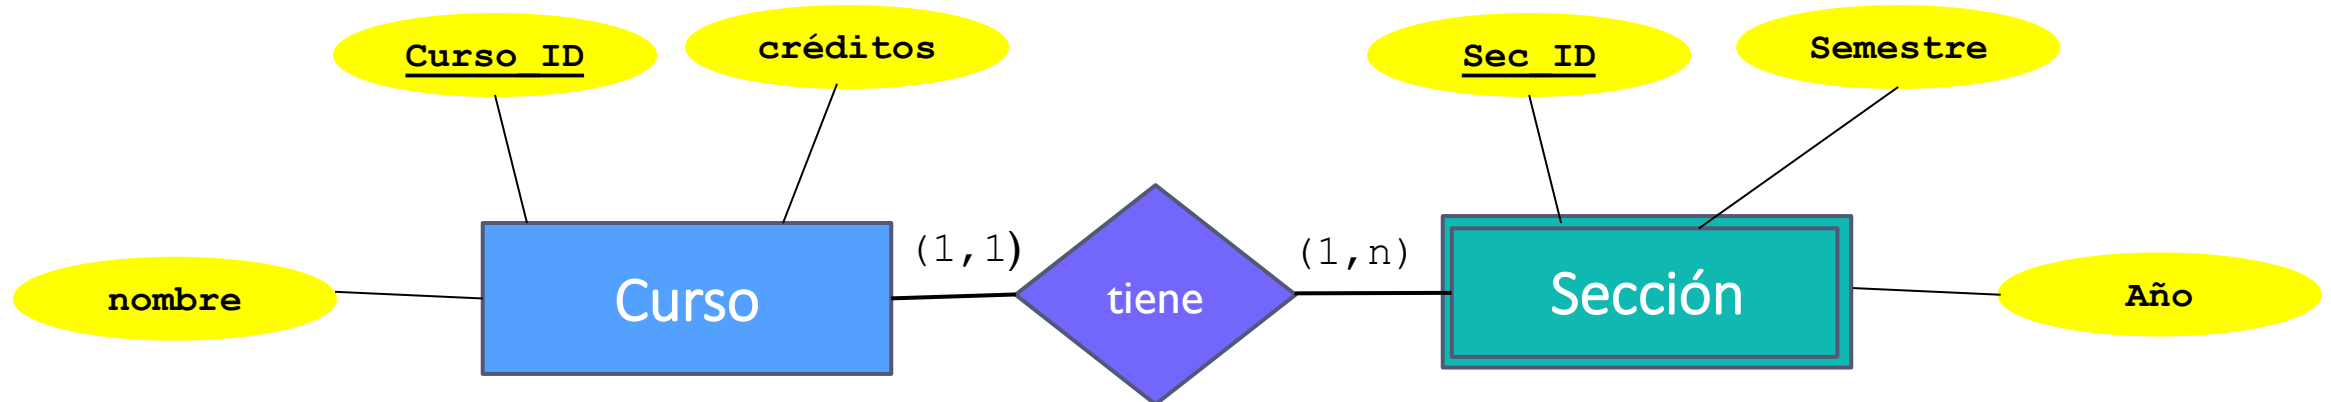 Curso_ID
créditos
Sec_ID
Semestre
nombre
Curso
(1,1)
tiene
(1,n)
Sección
Año